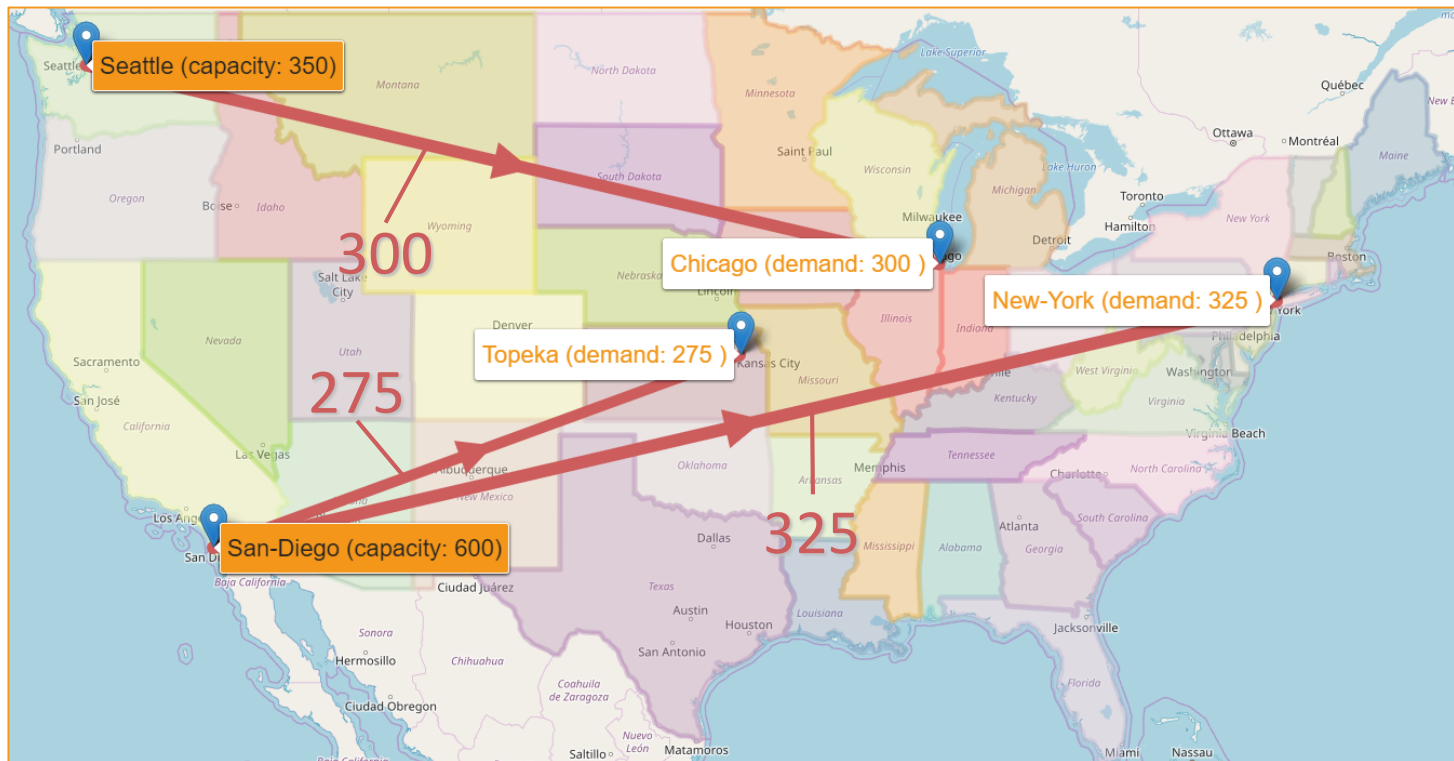 Seattle
Seattle (capacity: 350)
Lake Superior
North Dakota
Montana
Minnesota
Québec
Ottawa
Montréal
Portland
Saint Paul
Wisconsin
Lake Huron
Maine
South Dakota
Michigan
Toronto
Oregon
Boise
Idaho
Milwaukee
Hamilton
New York
Wyoming
300
Detroit
Chicago (demand: 300 )
Boston
Salt Lake
City
Nebraska
Lincoln
New-York (demand: 325 )
Illinois
Indiana
Denver
Philadelphia
Nevada
Utah
Topeka (demand: 275 )
Kansas City
Sacramento
Missouri
West Virginia
Washington
275
Kentucky
San José
Virginia
California
Virginia Beach
Las Vegas
Albuquerque
Oklahoma
Memphis
Tennessee
Charlotte
North Carolina
New Mexico
Arkansas
325
San-Diego (capacity: 600)
Atlanta
South Carolina
Dallas
Mississippi
Alabama
Georgia
Baja California
Ciudad Juárez
Texas
Louisiana
Austin
Houston
Jacksonville
Sonora
San Antonio
Hermosillo
Chihuahua
Coahuila
de Zaragoza
Florida
Ciudad Obregon
Nuevo
León
Saltillo
Matamoros
Miami
Nassau